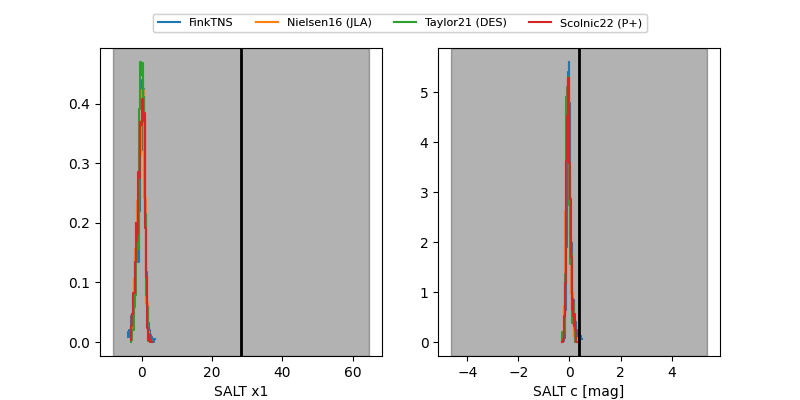 FinkTNS Nielsen16 (JLA) Taylor21 (DES) Scolnic22 (P+)
0.4
0.3
0.2
0.1
0.0
0 20 40 60
SALT x1
5
4
3
2
1
0
−4 −2 0 2 4
SALT c [mag]